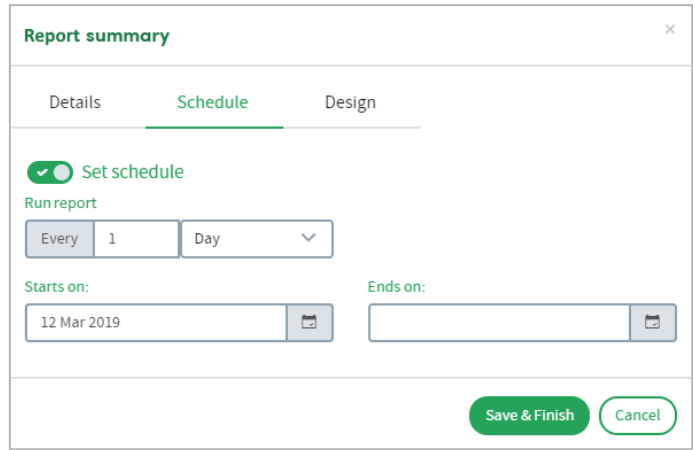 Report summary
×
Details Schedule Design
Set schedule
Run report
Every 1 Day
Starts on: Ends on:
12 Mar 2019
Save & Finish Cancel